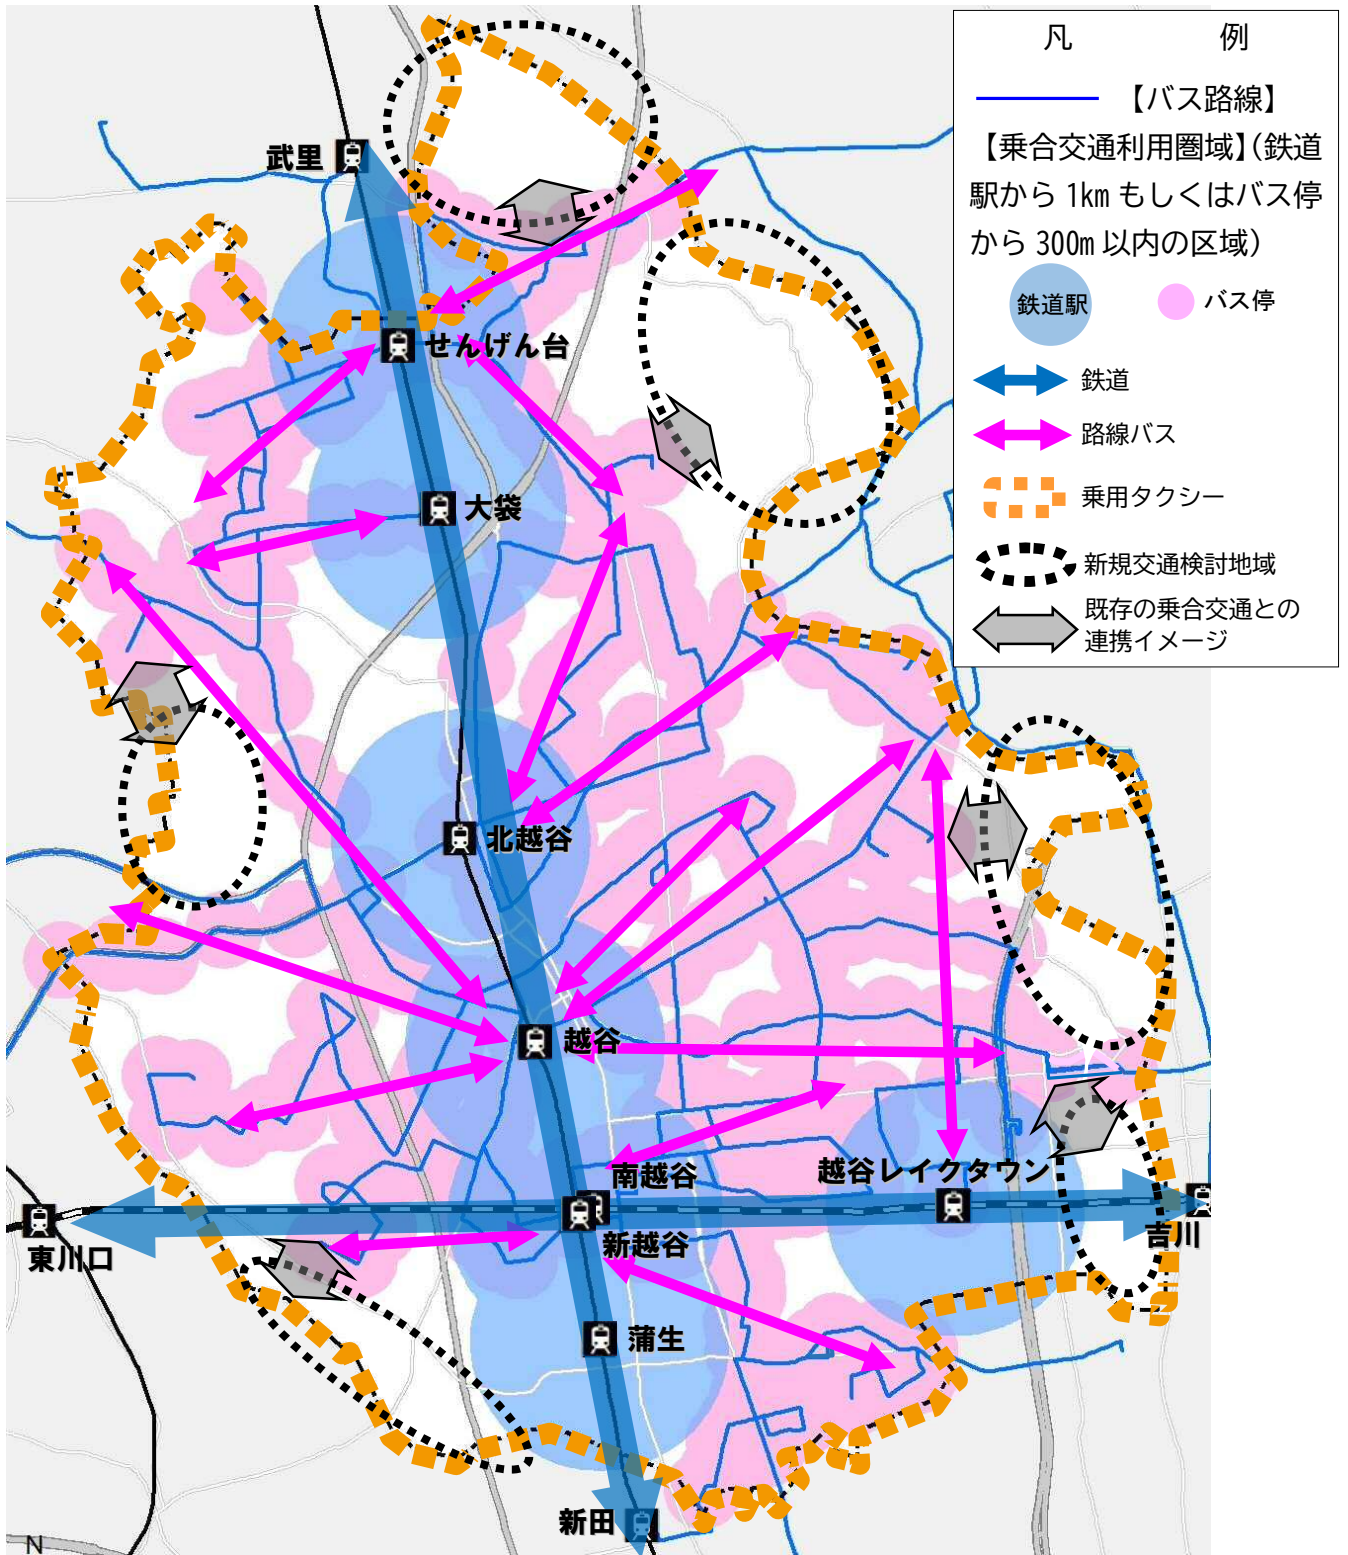 凡 例
【バス路線】
【乗合交通利用圏域】(鉄道
駅から 1km もしくはバス停
から 300m 以内の区域)
鉄道駅
バス停
鉄道
路線バス
乗用タクシー
新規交通検討地域
既存の乗合交通との
連携イメージ
武里
せんげん台
大袋
北越谷
越谷
南越谷
越谷レイクタウン
新越谷
東川口
吉川
蒲生
新田
N